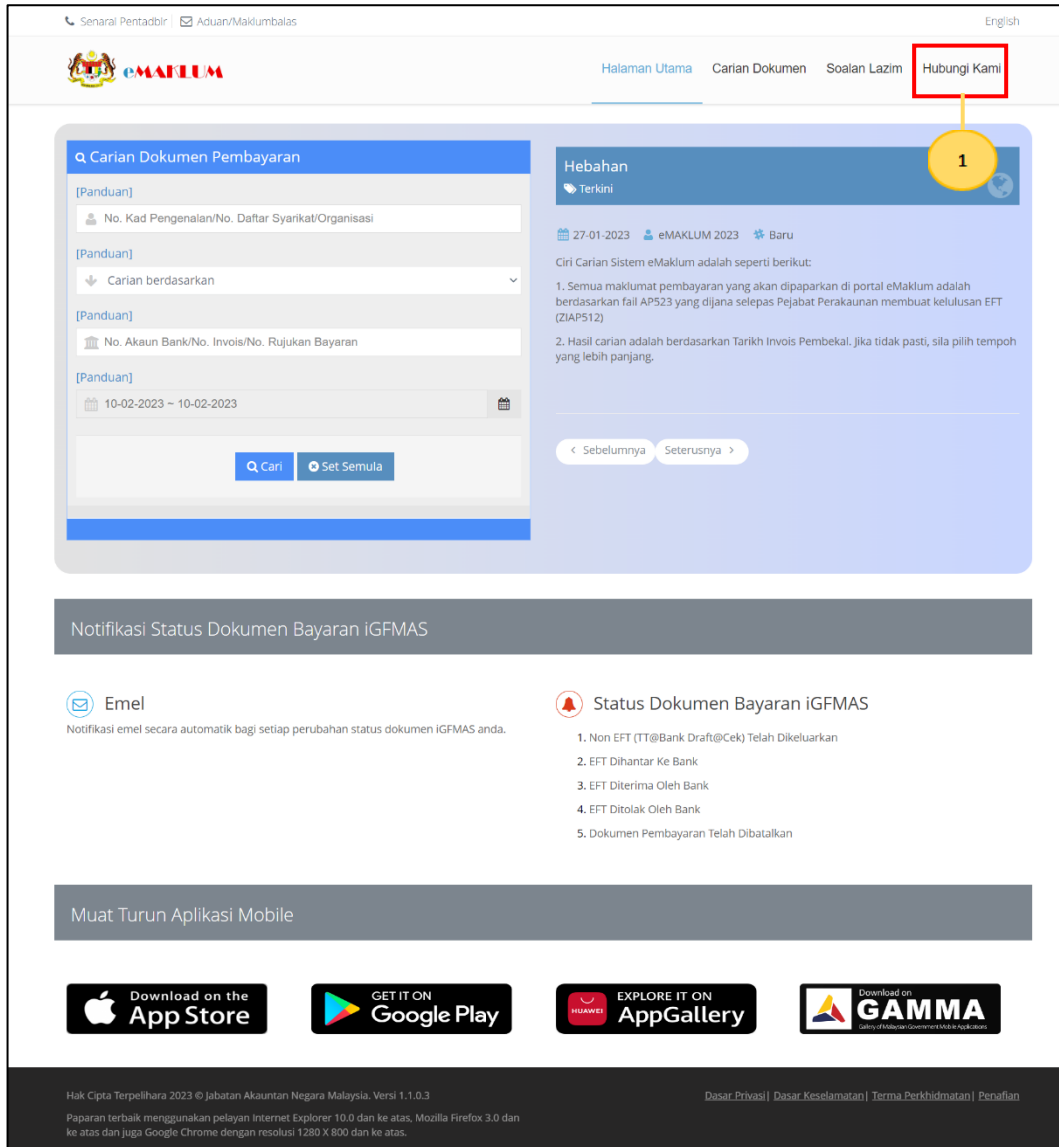 Senarai Pentadbir
Aduan/Maklumbalas
English
eMAKLUM
Halaman Utama
Carian Dokumen
Soalan Lazim
Hubungi Kami
1
Carian Dokumen Pembayaran
[Panduan]
No. Kad Pengenalan/No. Daftar Syarikat/Organisasi
[Panduan]
Carian berdasarkan
[Panduan]
No. Akaun Bank/No. Invois/No. Rujukan Bayaran
[Panduan]
10-02-2023 ~ 10-02-2023
Cari
Set Semula
Hebahan
Terkini
27-01-2023 eMAKLUM 2023 Baru
Ciri Carian Sistem eMaklum adalah seperti berikut:
1. Semua maklumat pembayaran yang akan dipaparkan di portal eMaklum adalah
berdasarkan fail AP523 yang dijana selepas Pejabat Perakaunan membuat kelulusan EFT
(ZIAP512)
2. Hasil carian adalah berdasarkan Tarikh Invois Pembekal. Jika tidak pasti, sila pilih tempoh
yang lebih panjang.
< Sebelumnya
Seterusnya >
Notifikasi Status Dokumen Bayaran iGFMAS
Emel
Notifikasi emel secara automatik bagi setiap perubahan status dokumen iGFMAS anda.
Status Dokumen Bayaran iGFMAS
1. Non EFT (TT@Bank Draft@Cek) Telah Dikeluarkan
2. EFT Dihantar Ke Bank
3. EFT Diterima Oleh Bank
4. EFT Ditolak Oleh Bank
5. Dokumen Pembayaran Telah Dibatalkan
Muat Turun Aplikasi Mobile
Download on the
App Store
GET IT ON
Google Play
HUAWEI
EXPLORE IT ON
AppGallery
Download on
GAMMA
Gallery of Malaysian Government Mobile Applications
Hak Cipta Terpelihara 2023 © Jabatan Akauntan Negara Malaysia. Versi 1.1.0.3
Paparan terbaik menggunakan pelayan Internet Explorer 10.0 dan ke atas, Mozilla Firefox 3.0 dan
ke atas dan juga Google Chrome dengan resolusi 1280 X 800 dan ke atas.
Dasar Privasi| Dasar Keselamatan| Terma Perkhidmatan| Penafian